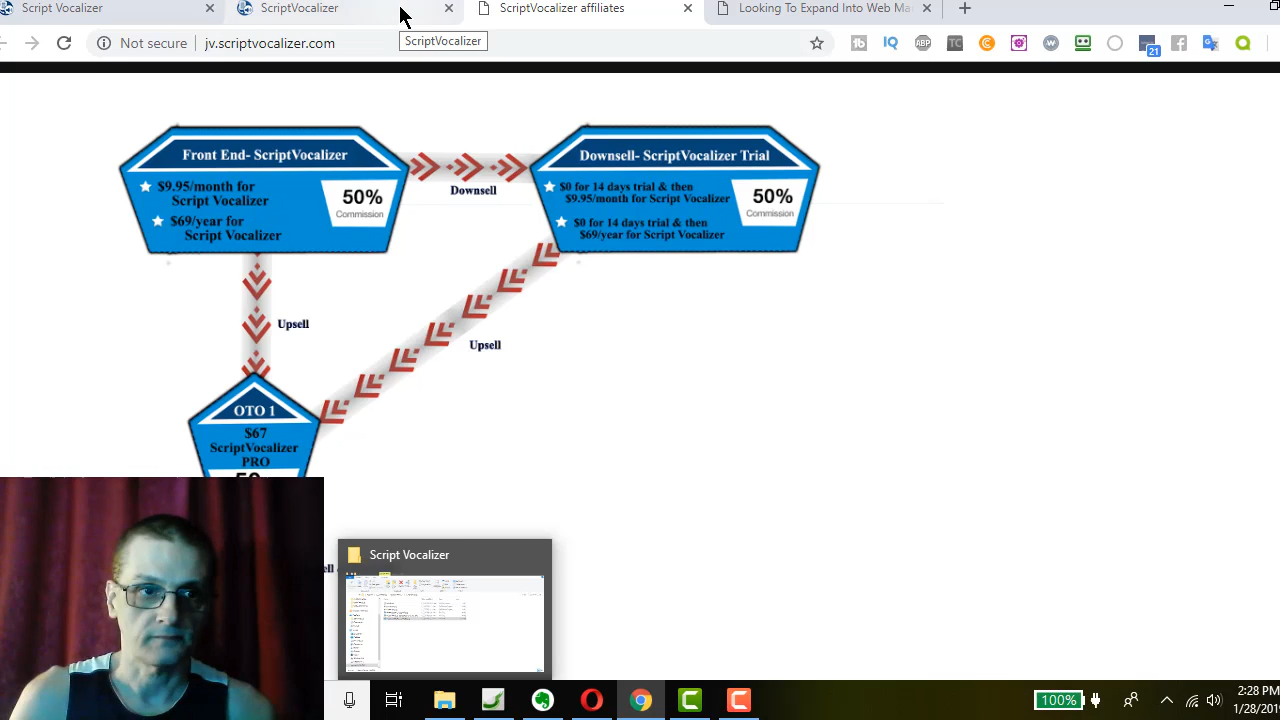 Script Vocalizer
ScriptVocalizer
ScriptVocalizer affiliates
Looking To Expand Into Web Ma
Not secure
jv.scriptvocalizer.com
ScriptVocalizer
ABP
TC
21
Front End- ScriptVocalizer
$9.95/month for
Script Vocalizer
$69/year for
Script Vocalizer
50%
Commission
Downsell
Downsell- ScriptVocalizer Trial
$0 for 14 days trial & then
$9.95/month for Script Vocalizer
$0 for 14 days trial & then
$69/year for Script Vocalizer
50%
Commission
Upsell
Upsell
OTO 1
$67
ScriptVocalizer
PRO
Script Vocalizer
100%
2:28 PM
1/28/201